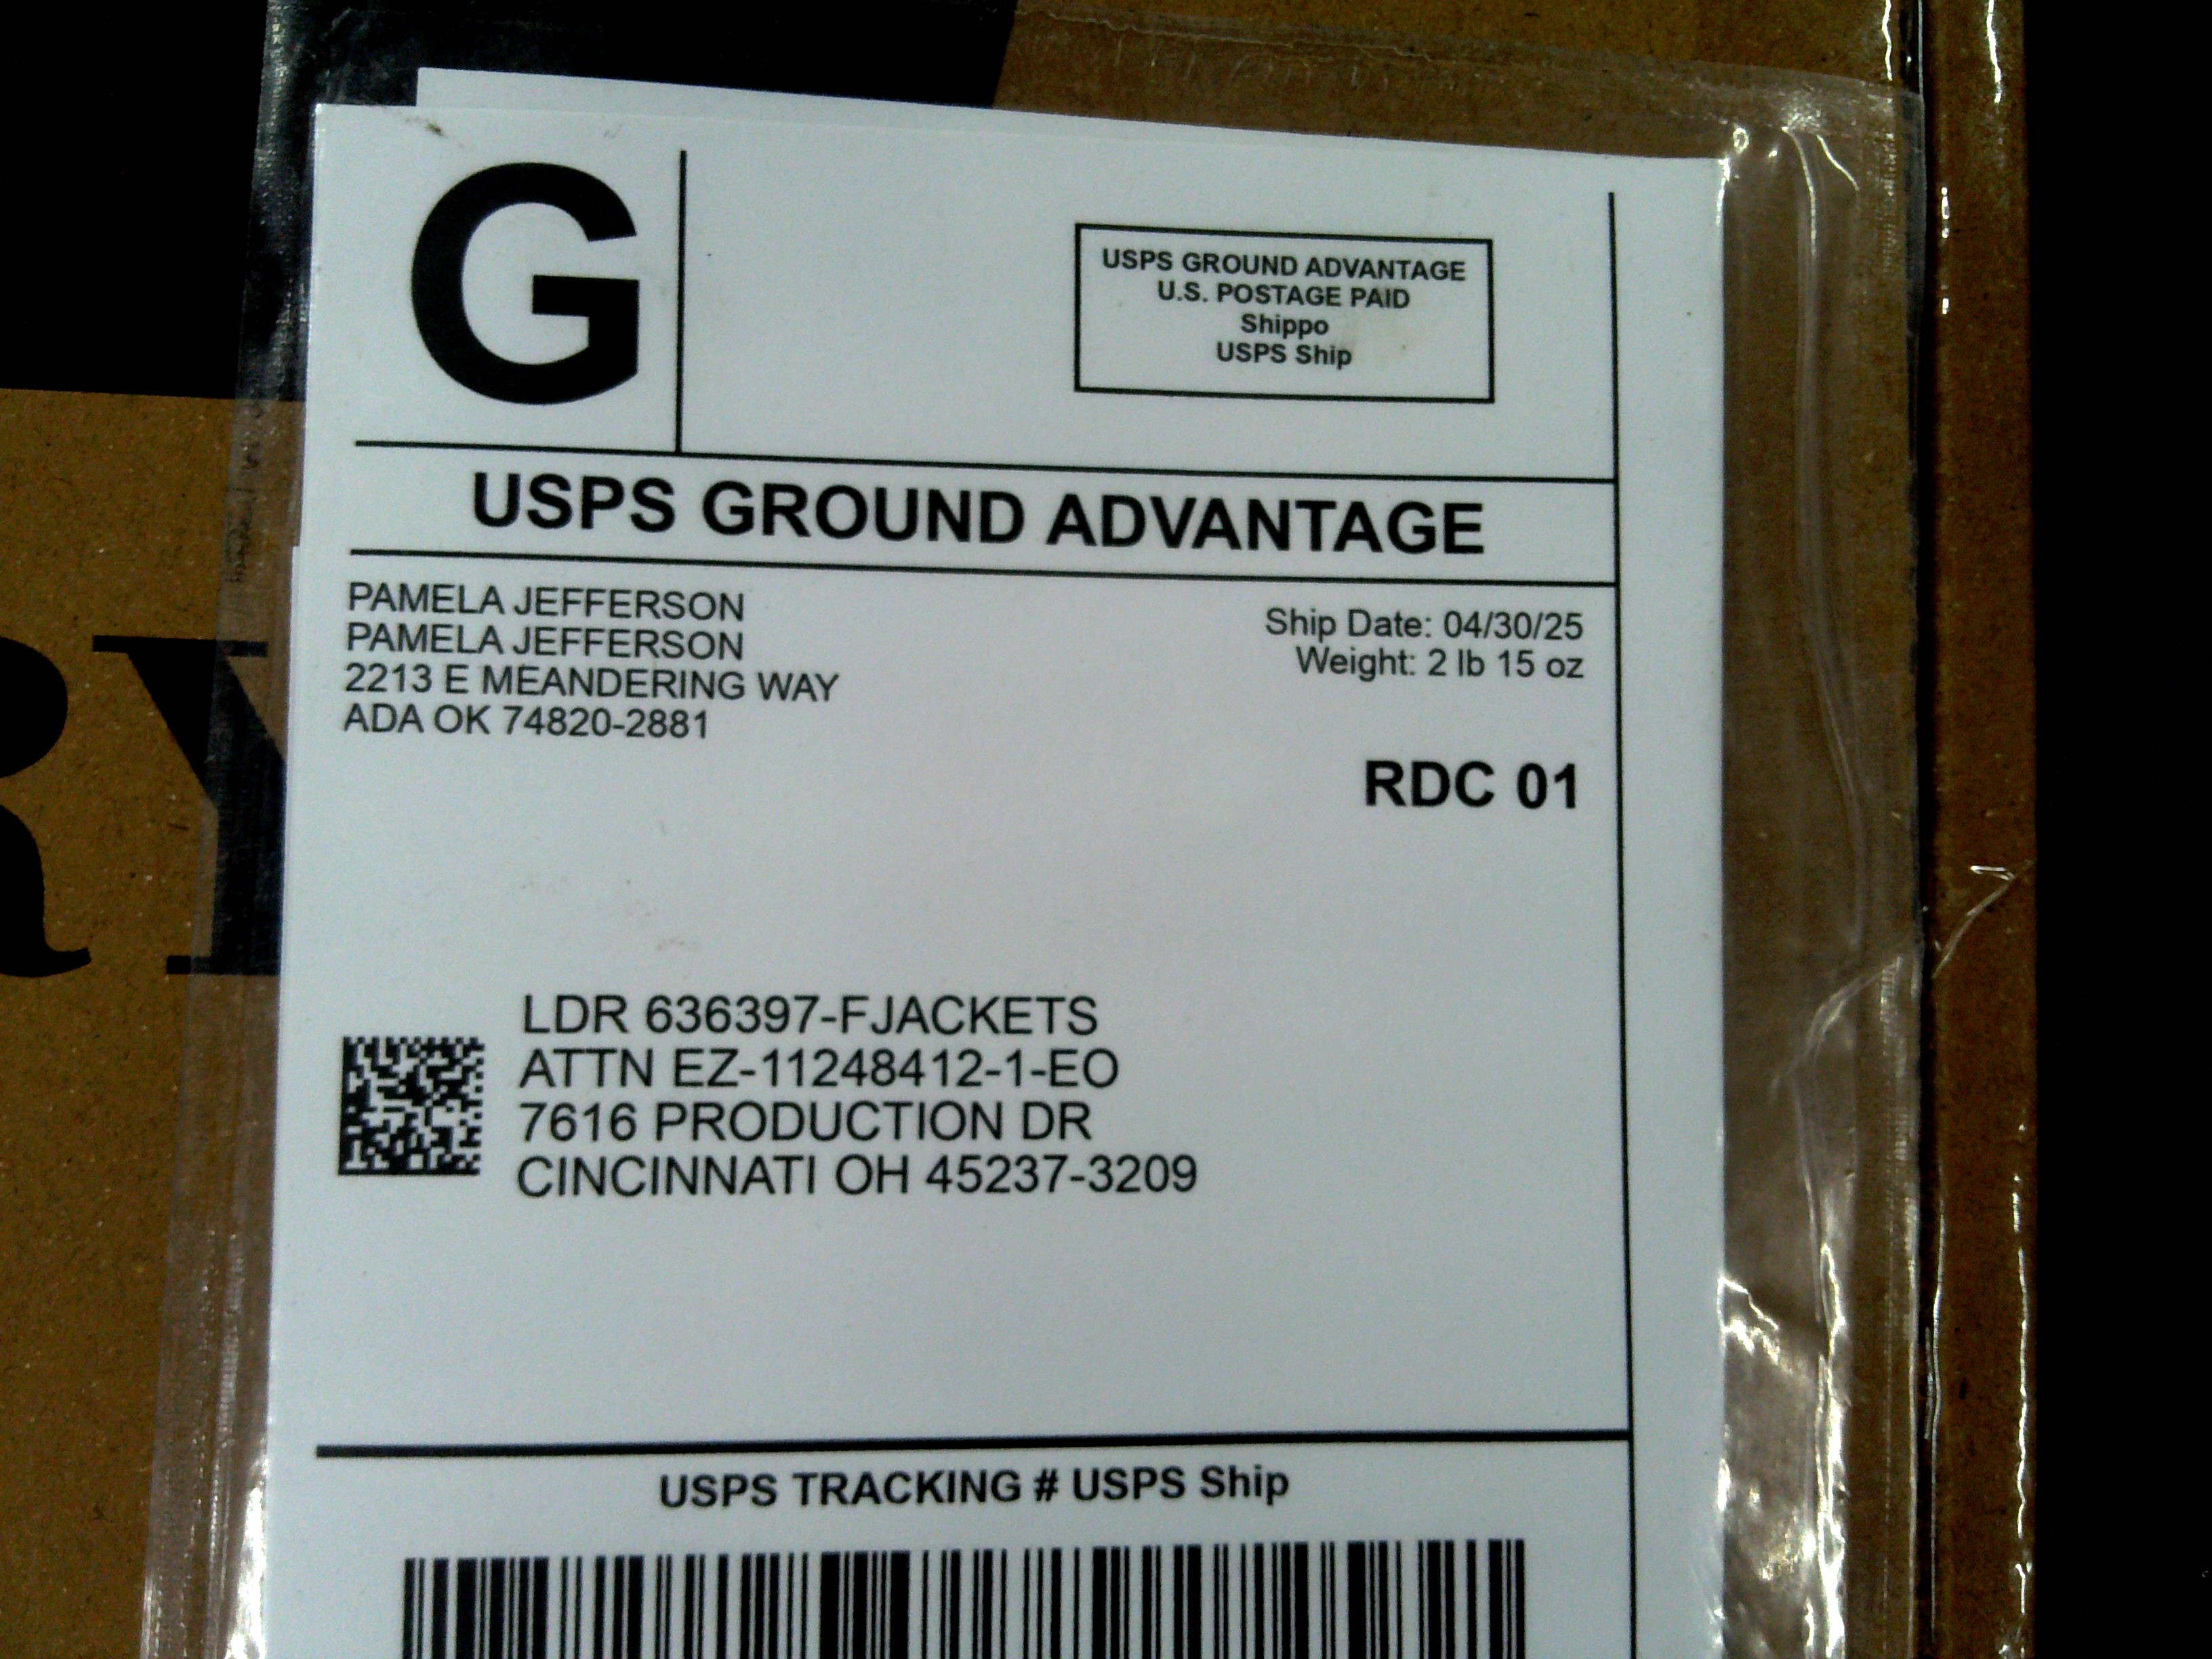 G
USPS GROUND ADVANTAGE
U.S. POSTAGE PAID
Shippo
USPS Ship
USPS GROUND ADVANTAGE
PAMELA JEFFERSON
PAMELA JEFFERSON
2213 E MEANDERING WAY
ADA OK 74820-2881
Ship Date: 04/30/25
Weight: 2 lb 15 oz
RDC 01
RY
LDR 636397-FJACKETS
ATTN EZ-11248412-1-EO
7616 PRODUCTION DR
CINCINNATI OH 45237-3209
USPS TRACKING # USPS Ship